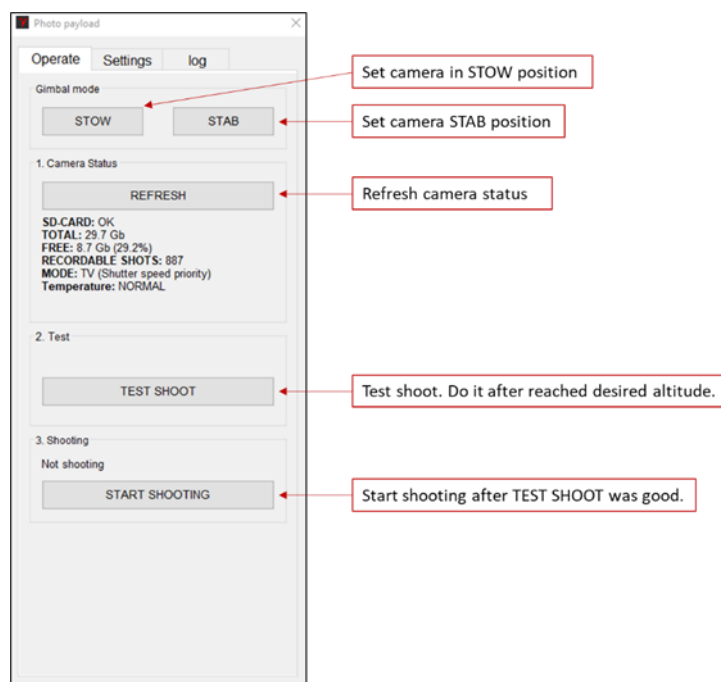 Photo payload
Operate Settings log
Gimbal mode
STOW STAB
1. Camera Status
REFRESH
SD-CARD: OK
TOTAL: 29.7 Gb
FREE: 8.7 Gb (29.2%)
RECORDABLE SHOTS: 887
MODE: TV (Shutter speed priority)
Temperature: NORMAL
2. Test
TEST SHOOT
3. Shooting
Not shooting
START SHOOTING
Set camera in STOW position
Set camera STAB position
Refresh camera status
Test shoot. Do it after reached desired altitude.
Start shooting after TEST SHOOT was good.